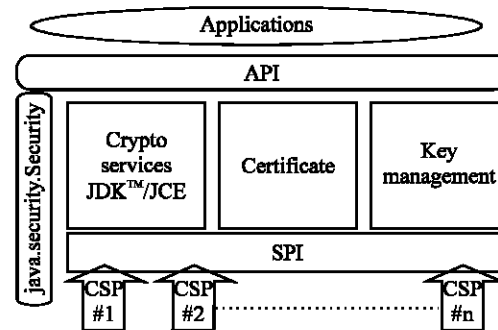 Applications
API
java.security.Security
Crypto
services
JDK™/JCE
Certificate
Key
management
SPI
CSP
#1
CSP
#2
CSP
#n